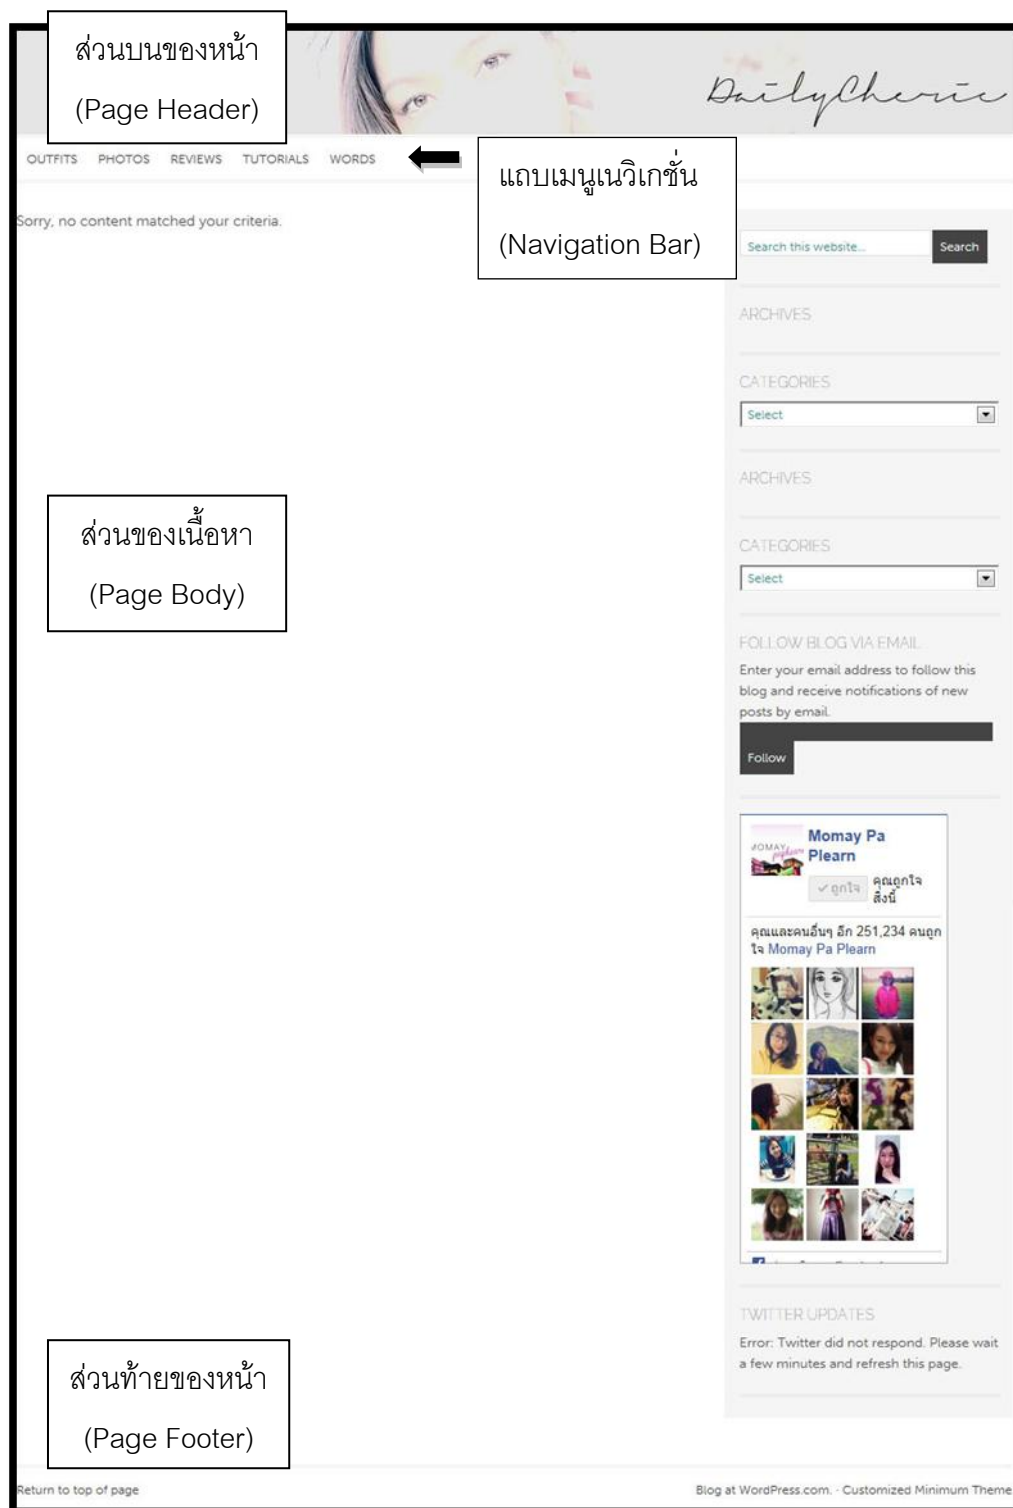 ส่วนบนของหน้า
(Page Header)
DailyCherie
OUTFITS PHOTOS REVIEWS TUTORIALS WORDS
แถบเมนูเนวิเกชั่น
(Navigation Bar)
Sorry, no content matched your criteria.
Search this website... Search
ARCHIVES
CATEGORIES
Select
ARCHIVES
CATEGORIES
Select
ส่วนของเนื้อหา
(Page Body)
FOLLOW BLOG VIA EMAIL
Enter your email address to follow this
blog and receive notifications of new
posts by email.
Follow
Momay Pa
Plearn
ถูกใจ
คุณถูกใจ
สิ่งนี้
คุณและคนอื่นๆ อีก 251,234 คนถูก
ใจ Momay Pa Plearn
TWITTER UPDATES
Error: Twitter did not respond. Please wait
a few minutes and refresh this page.
ส่วนท้ายของหน้า
(Page Footer)
Return to top of page
Blog at WordPress.com. · Customized Minimum Theme